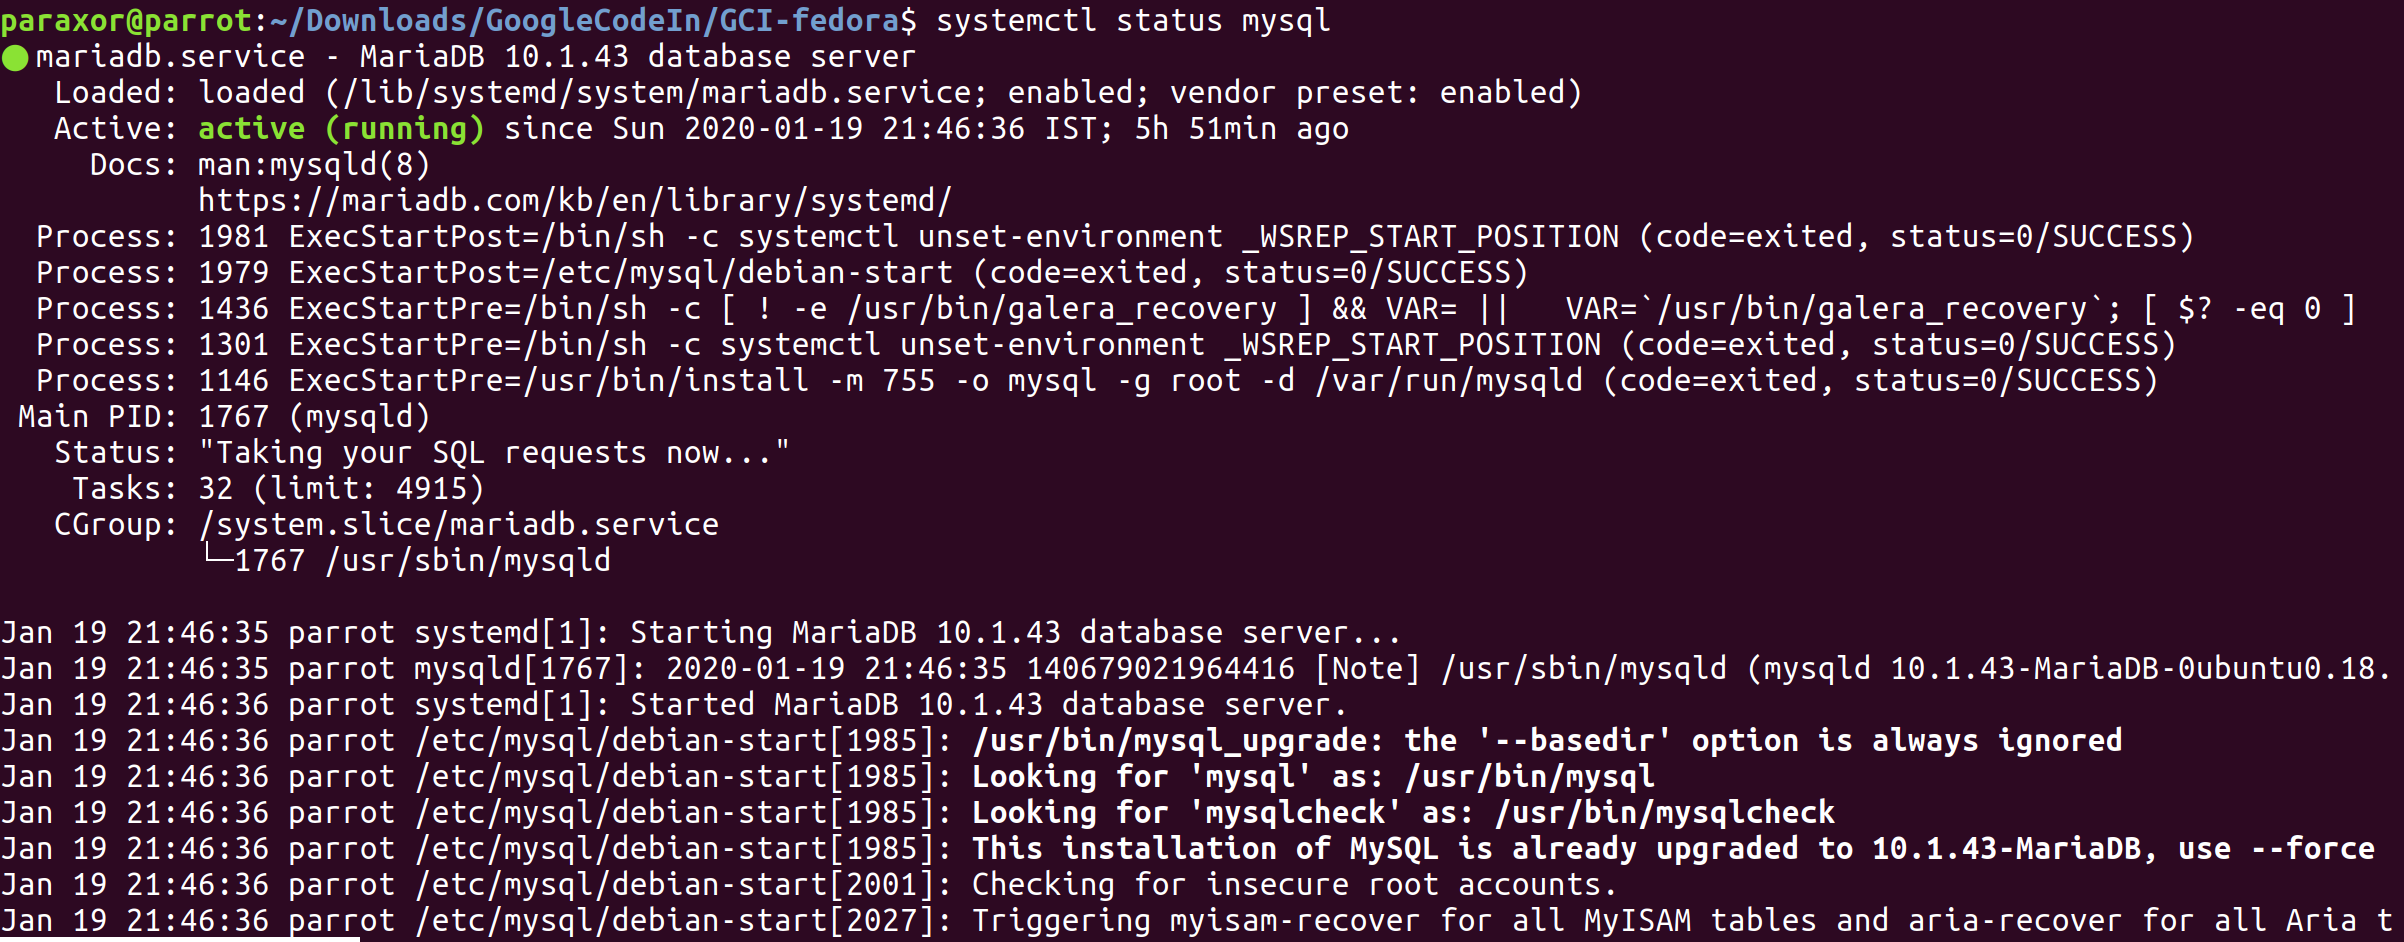 paraxor@parrot:~/Downloads/GoogleCodeIn/GCI-fedora$ systemctl status mysql
● mariadb.service - MariaDB 10.1.43 database server
   Loaded: loaded (/lib/systemd/system/mariadb.service; enabled; vendor preset: enabled)
   Active: active (running) since Sun 2020-01-19 21:46:36 IST; 5h 51min ago
     Docs: man:mysqld(8)
           https://mariadb.com/kb/en/library/systemd/
  Process: 1981 ExecStartPost=/bin/sh -c systemctl unset-environment _WSREP_START_POSITION (code=exited, status=0/SUCCESS)
  Process: 1979 ExecStartPost=/etc/mysql/debian-start (code=exited, status=0/SUCCESS)
  Process: 1436 ExecStartPre=/bin/sh -c [ ! -e /usr/bin/galera_recovery ] && VAR= ||   VAR=`/usr/bin/galera_recovery`; [ $? -eq 0 ]
  Process: 1301 ExecStartPre=/bin/sh -c systemctl unset-environment _WSREP_START_POSITION (code=exited, status=0/SUCCESS)
  Process: 1146 ExecStartPre=/usr/bin/install -m 755 -o mysql -g root -d /var/run/mysqld (code=exited, status=0/SUCCESS)
 Main PID: 1767 (mysqld)
   Status: "Taking your SQL requests now..."
    Tasks: 32 (limit: 4915)
   CGroup: /system.slice/mariadb.service
           └─1767 /usr/sbin/mysqld

Jan 19 21:46:35 parrot systemd[1]: Starting MariaDB 10.1.43 database server...
Jan 19 21:46:35 parrot mysqld[1767]: 2020-01-19 21:46:35 140679021964416 [Note] /usr/sbin/mysqld (mysqld 10.1.43-MariaDB-0ubuntu0.18.
Jan 19 21:46:36 parrot systemd[1]: Started MariaDB 10.1.43 database server.
Jan 19 21:46:36 parrot /etc/mysql/debian-start[1985]: /usr/bin/mysql_upgrade: the '--basedir' option is always ignored
Jan 19 21:46:36 parrot /etc/mysql/debian-start[1985]: Looking for 'mysql' as: /usr/bin/mysql
Jan 19 21:46:36 parrot /etc/mysql/debian-start[1985]: Looking for 'mysqlcheck' as: /usr/bin/mysqlcheck
Jan 19 21:46:36 parrot /etc/mysql/debian-start[1985]: This installation of MySQL is already upgraded to 10.1.43-MariaDB, use --force
Jan 19 21:46:36 parrot /etc/mysql/debian-start[2001]: Checking for insecure root accounts.
Jan 19 21:46:36 parrot /etc/mysql/debian-start[2027]: Triggering myisam-recover for all MyISAM tables and aria-recover for all Aria t